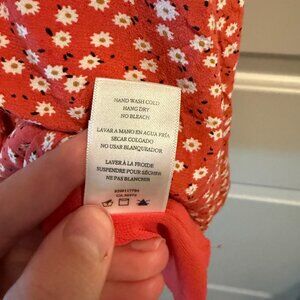 HAND WASH COLD
HANG DRY
NO BLEACH
LAVAR A MANO EN AGUA FRÍA
SECAR COLGADO
NO USAR BLANQUEADOR
LAVER À LA FROIDE
SUSPENDRE POUR SÉCHER
NE PAS BLANCHIR